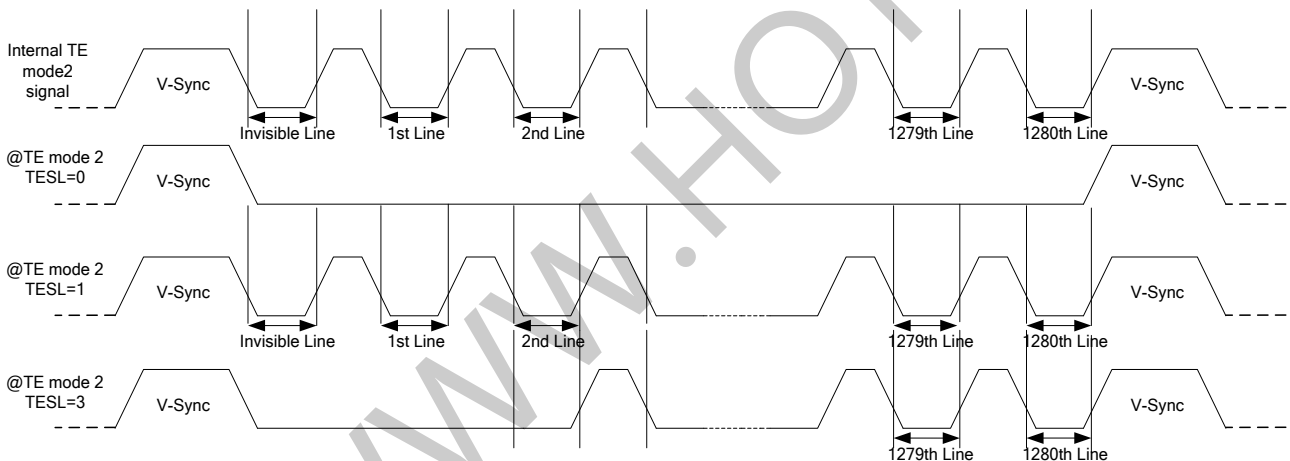 Internal TE
mode2
signal
V-Sync
V-Sync
Invisible Line
1st Line
2nd Line
1279th Line
1280th Line
@TE mode 2
TESL=0
V-Sync
V-Sync
@TE mode 2
TESL=1
V-Sync
V-Sync
Invisible Line
1st Line
2nd Line
1279th Line
1280th Line
@TE mode 2
TESL=3
V-Sync
V-Sync
1279th Line
1280th Line